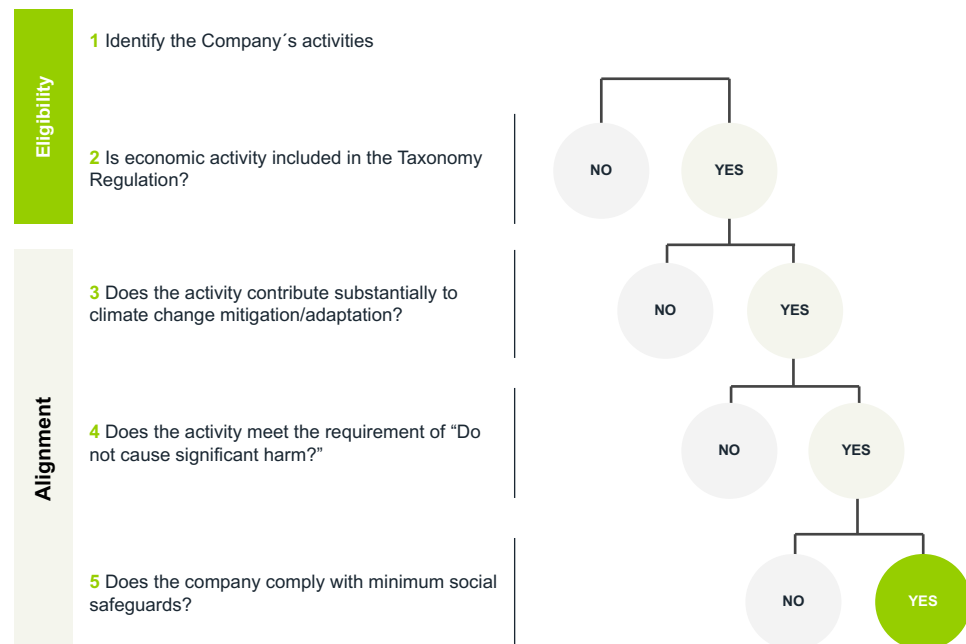 Eligibility
1 Identify the Company´s activities
2 Is economic activity included in the Taxonomy
Regulation?
NO
YES
Alignment
3 Does the activity contribute substantially to
climate change mitigation/adaptation?
NO
YES
4 Does the activity meet the requirement of “Do
not cause significant harm?”
NO
YES
5 Does the company comply with minimum social
safeguards?
NO
YES